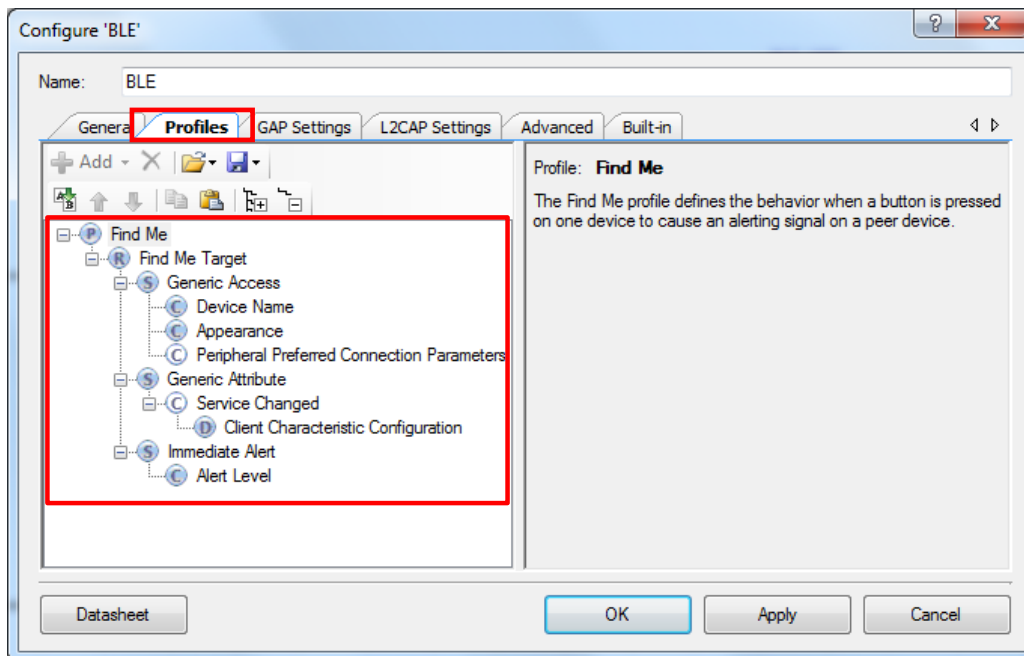 Configure 'BLE'
Name: BLE
General Profiles GAP Settings L2CAP Settings Advanced Built-in
Add
Profile: Find Me
The Find Me profile defines the behavior when a button is pressed
on one device to cause an alerting signal on a peer device.
P Find Me
R Find Me Target
S Generic Access
C Device Name
C Appearance
C Peripheral Preferred Connection Parameters
S Generic Attribute
C Service Changed
D Client Characteristic Configuration
S Immediate Alert
C Alert Level
Datasheet OK Apply Cancel